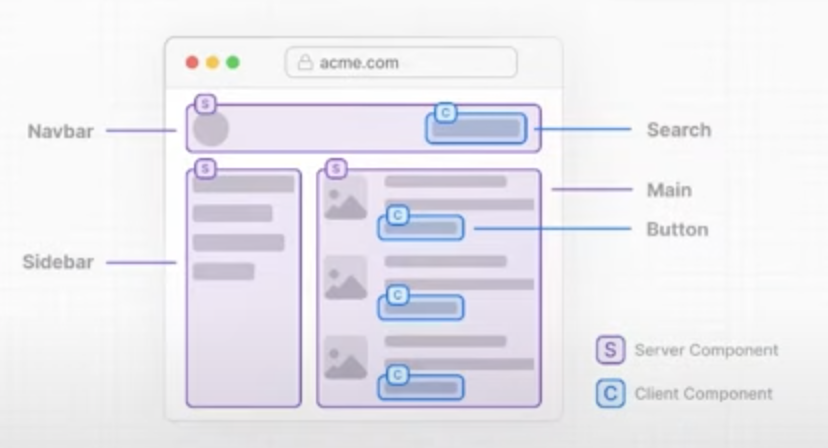 acme.com
S
C
Navbar
Search
S
S
Main
C
Button
Sidebar
C
S Server Component
C
C Client Component